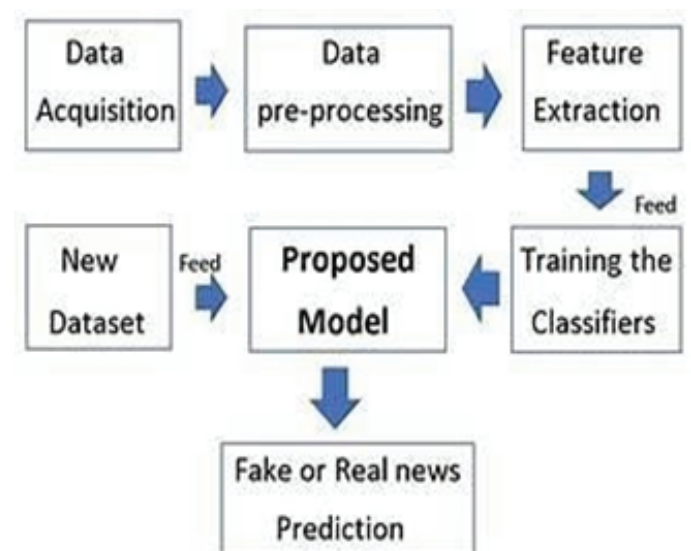 Data
Acquisition
Data
pre-processing
Feature
Extraction
Feed
New
Dataset
Feed
Proposed
Model
Training the
Classifiers
Fake or Real news
Prediction